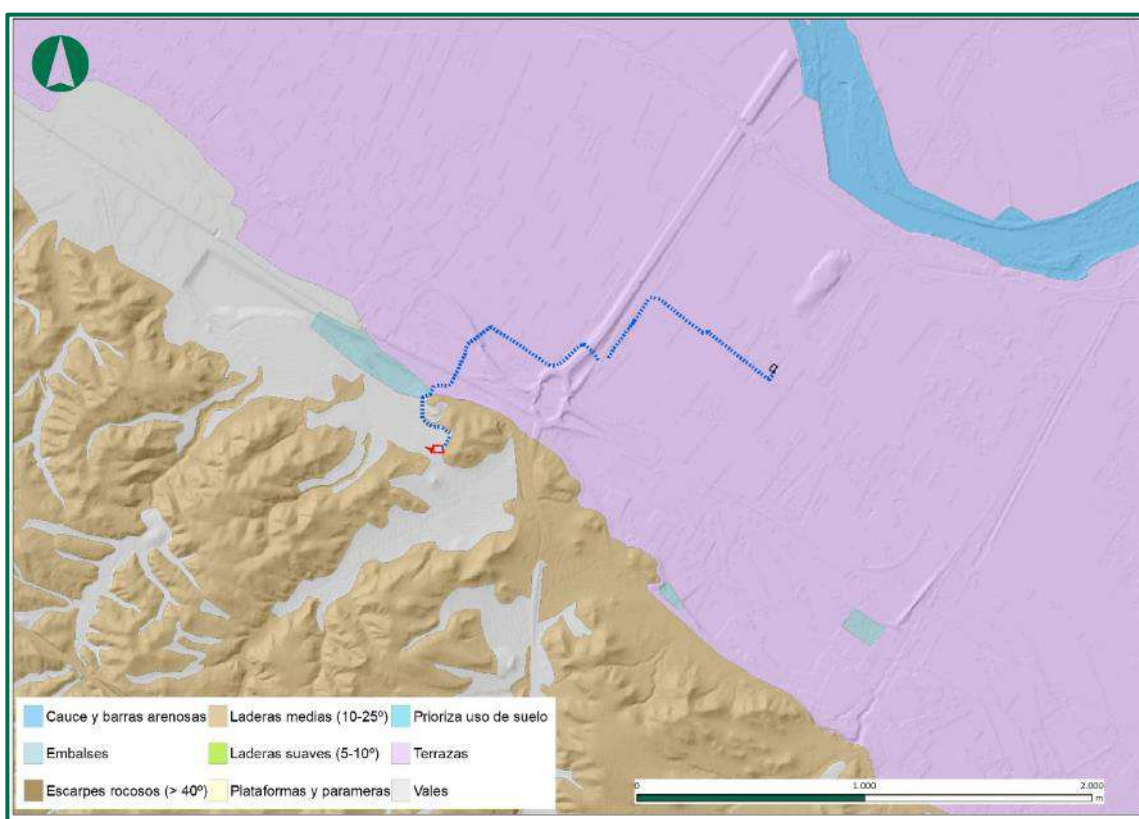 Cauce y barras arenosas
Laderas medias (10-25º)
Prioriza uso de suelo
Embalses
Laderas suaves (5-10º)
Terrazas
Escarpes rocosos (> 40º)
Plataformas y parameras
Vales
0 1.000 2.000
m